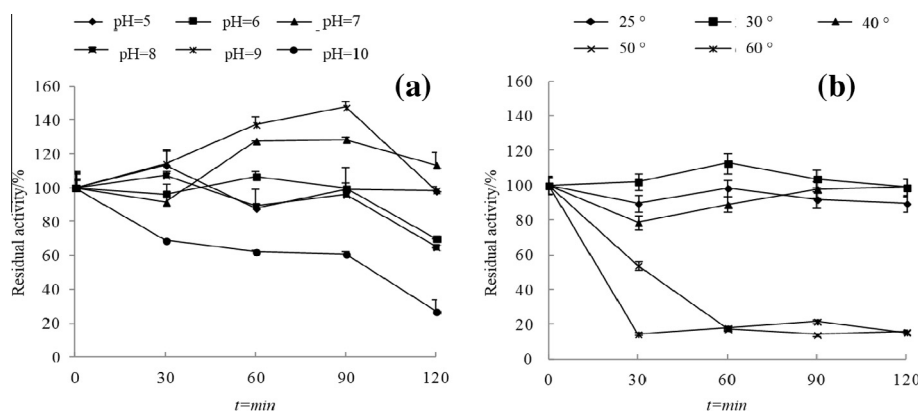 pH=5 pH=6 pH=7
pH=8 pH=9 pH=10
(a)
Residual activity/%
160
140
120
100
80
60
40
20
0
0 30 60 90 120
t=min
25 ° 30 ° 40 °
50 ° 60 °
(b)
Residual activity/%
160
140
120
100
80
60
40
20
0
0 30 60 90 120
t=min